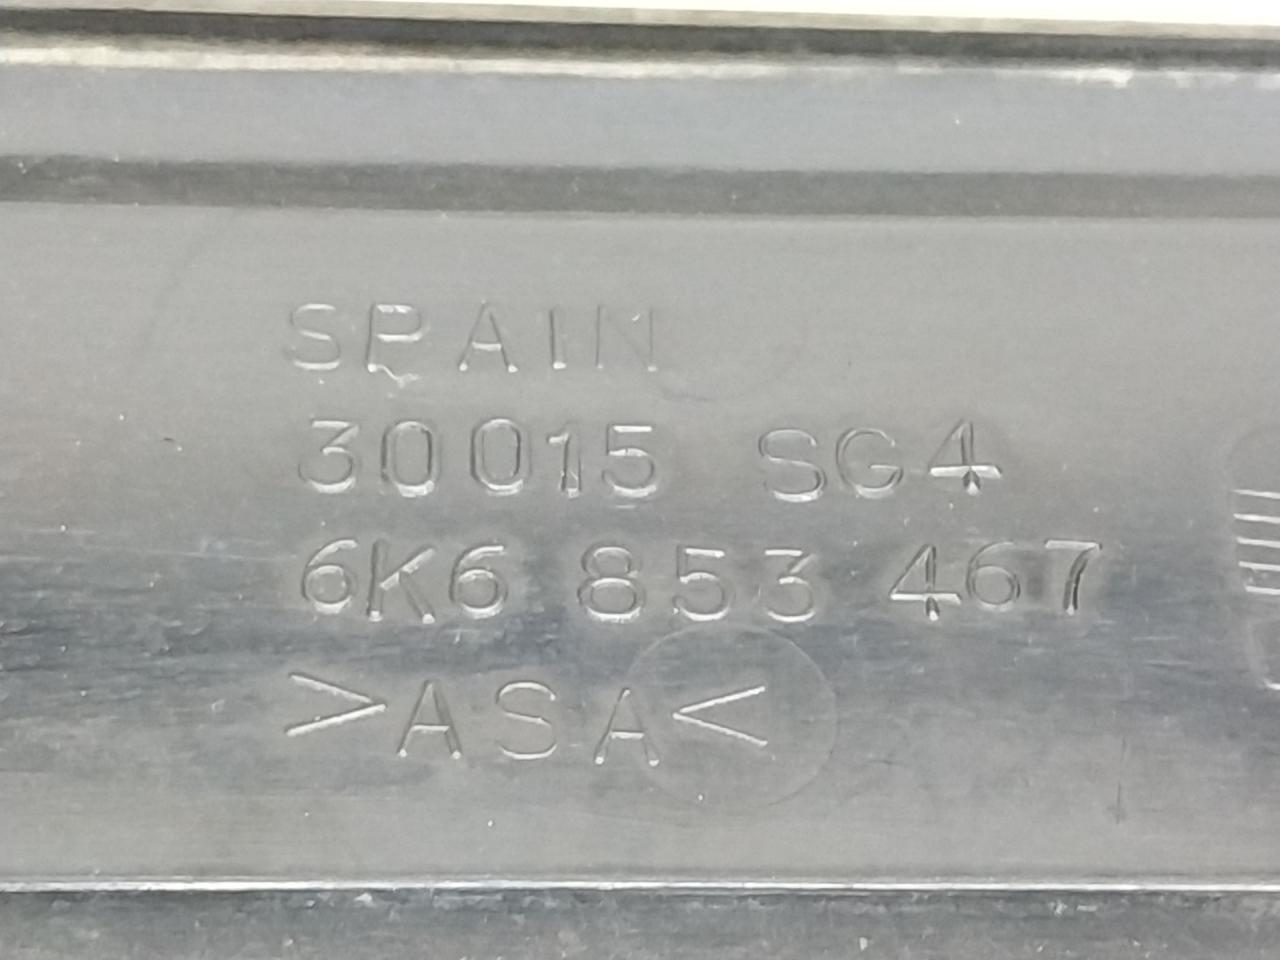 SPAIN
30015 SG4
6K6 853 467
>ASA<